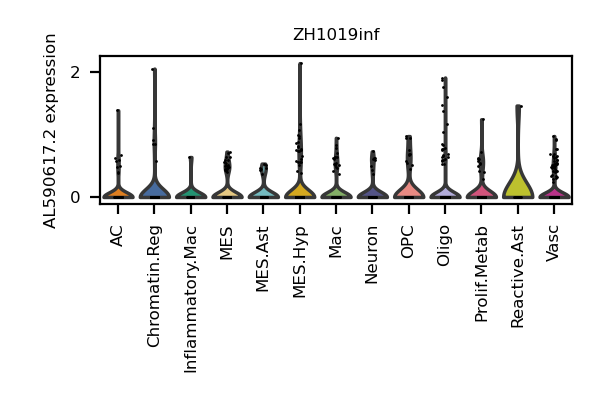 ZH1019inf
AL590617.2 expression
2
0
AC
Chromatin.Reg
Inflammatory.Mac
MES
MES.Ast
MES.Hyp
Mac
Neuron
OPC
Oligo
Prolif.Metab
Reactive.Ast
Vasc